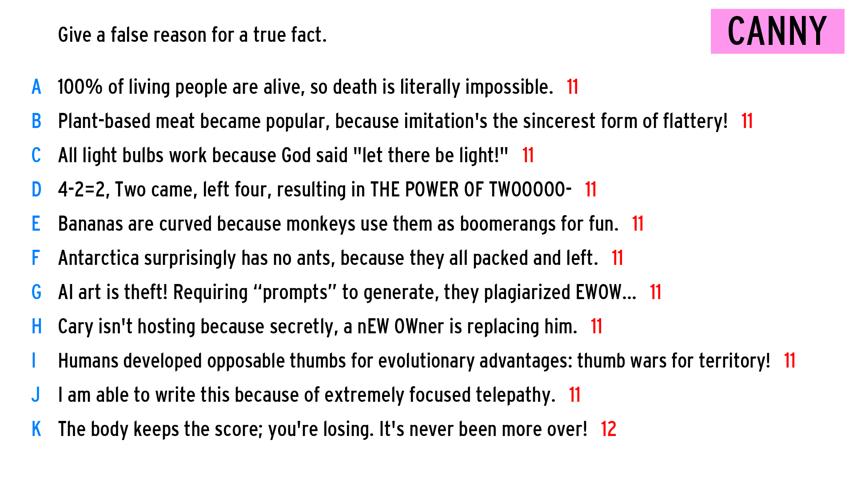 Give a false reason for a true fact.
CANNY
A 100% of living people are alive, so death is literally impossible. 11
B Plant-based meat became popular, because imitation's the sincerest form of flattery! 11
C All light bulbs work because God said "let there be light!" 11
D 4-2=2, Two came, left four, resulting in THE POWER OF TWOOOOO- 11
E Bananas are curved because monkeys use them as boomerangs for fun. 11
F Antarctica surprisingly has no ants, because they all packed and left. 11
G AI art is theft! Requiring “prompts” to generate, they plagiarized EWOW... 11
H Cary isn't hosting because secretly, a nEW OWner is replacing him. 11
I Humans developed opposable thumbs for evolutionary advantages: thumb wars for territory! 11
J I am able to write this because of extremely focused telepathy. 11
K The body keeps the score; you're losing. It's never been more over! 12